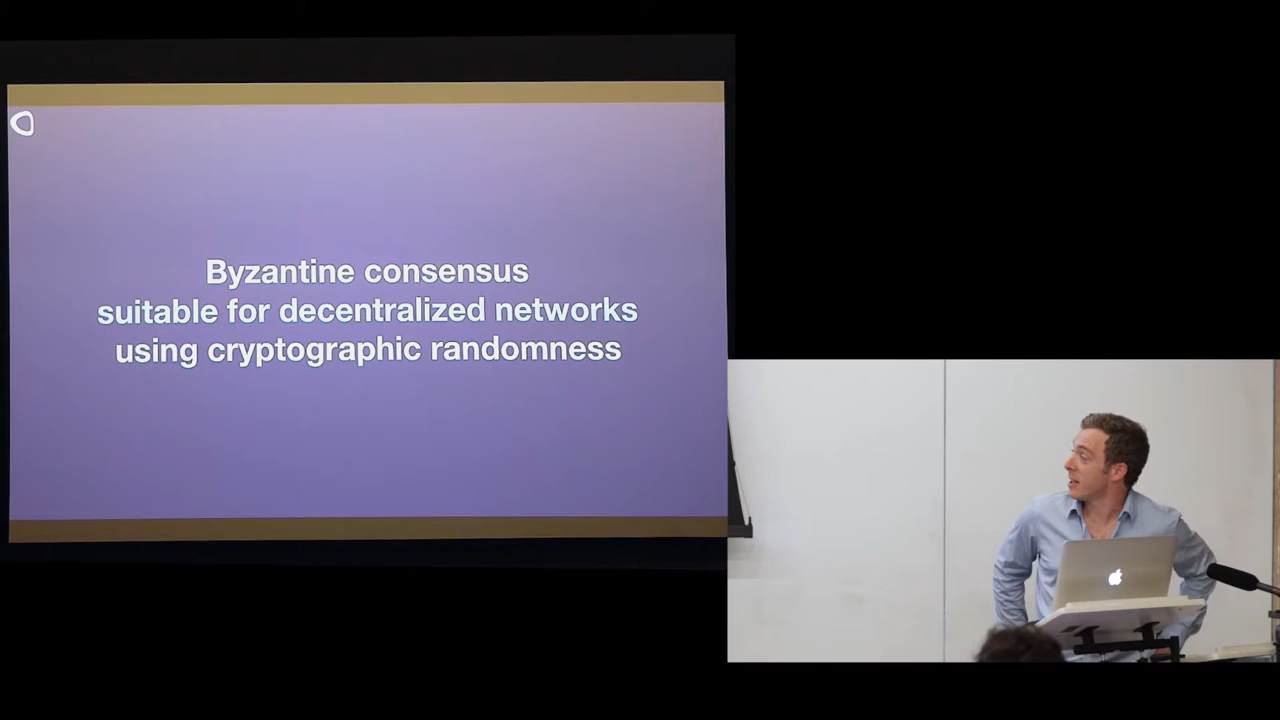 Byzantine consensus
suitable for decentralized networks
using cryptographic randomness